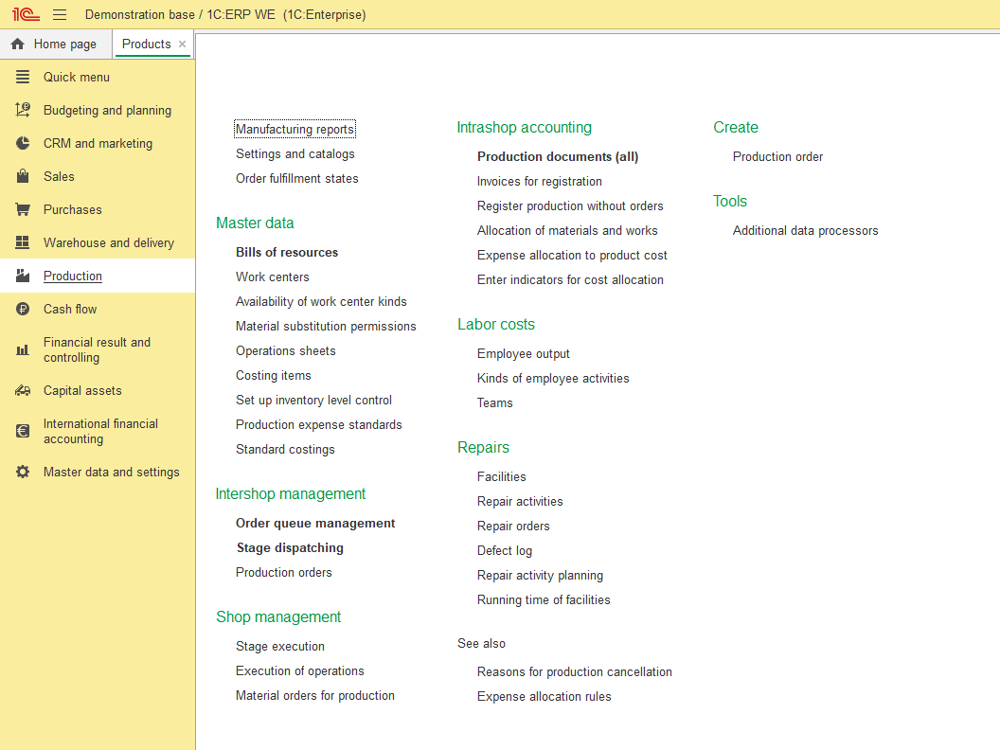 1C Demonstration base / 1C:ERP WE (1C:Enterprise)
Home page
Products ×
Quick menu
Budgeting and planning
CRM and marketing
Sales
Purchases
Warehouse and delivery
Production
Cash flow
Financial result and
controlling
Capital assets
International financial
accounting
Master data and settings
Manufacturing reports
Settings and catalogs
Order fulfillment states
Master data
Bills of resources
Work centers
Availability of work center kinds
Material substitution permissions
Operations sheets
Costing items
Set up inventory level control
Production expense standards
Standard costings
Intershop management
Order queue management
Stage dispatching
Production orders
Shop management
Stage execution
Execution of operations
Material orders for production
Intrashop accounting
Production documents (all)
Invoices for registration
Register production without orders
Allocation of materials and works
Expense allocation to product cost
Enter indicators for cost allocation
Labor costs
Employee output
Kinds of employee activities
Teams
Repairs
Facilities
Repair activities
Repair orders
Defect log
Repair activity planning
Running time of facilities
See also
Reasons for production cancellation
Expense allocation rules
Create
Production order
Tools
Additional data processors